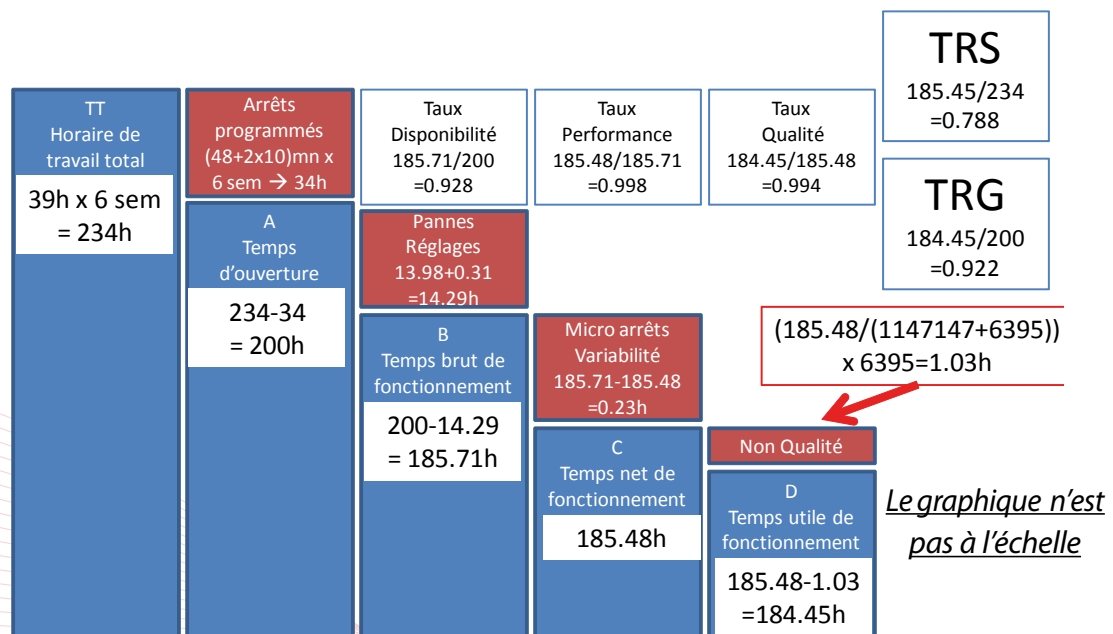 TT
Horaire de
travail total
39h x 6 sem
= 234h
Arrêts
programmés
(48+2x10)mn x
6 sem → 34h
A
Temps
d'ouverture
234-34
= 200h
Taux
Disponibilité
185.71/200
=0.928
Pannes
Réglages
13.98+0.31
=14.29h
B
Temps brut de
fonctionnement
200-14.29
= 185.71h
Taux
Performance
185.48/185.71
=0.998
Micro arrêts
Variabilité
185.71-185.48
=0.23h
C
Temps net de
fonctionnement
185.48h
Taux
Qualité
184.45/185.48
=0.994
Non Qualité
D
Temps utile de
fonctionnement
185.48-1.03
=184.45h
TRS
185.45/234
=0.788
TRG
184.45/200
=0.922
(185.48/(1147147+6395))
x 6395=1.03h
Le graphique n'est
pas à l'échelle